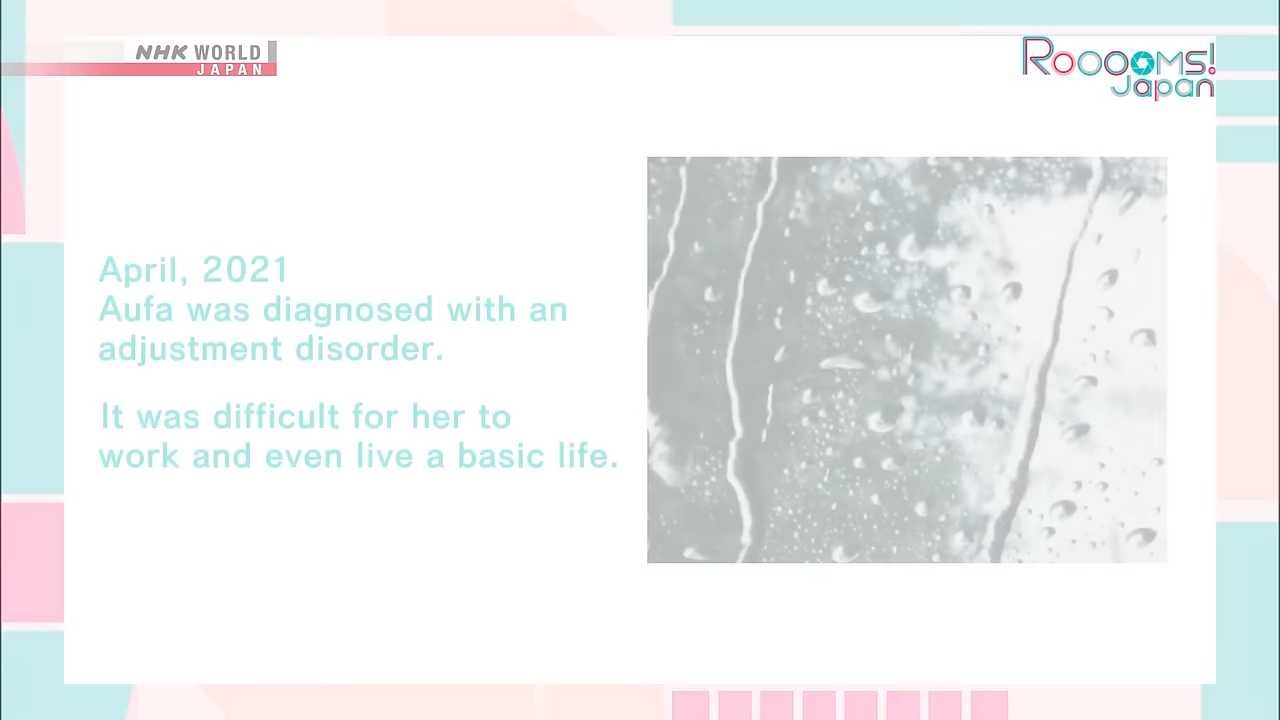 NHK WORLD
JAPAN
RoooOMS!
Japan
April, 2021
Aufa was diagnosed with an
adjustment disorder.
It was difficult for her to
work and even live a basic life.